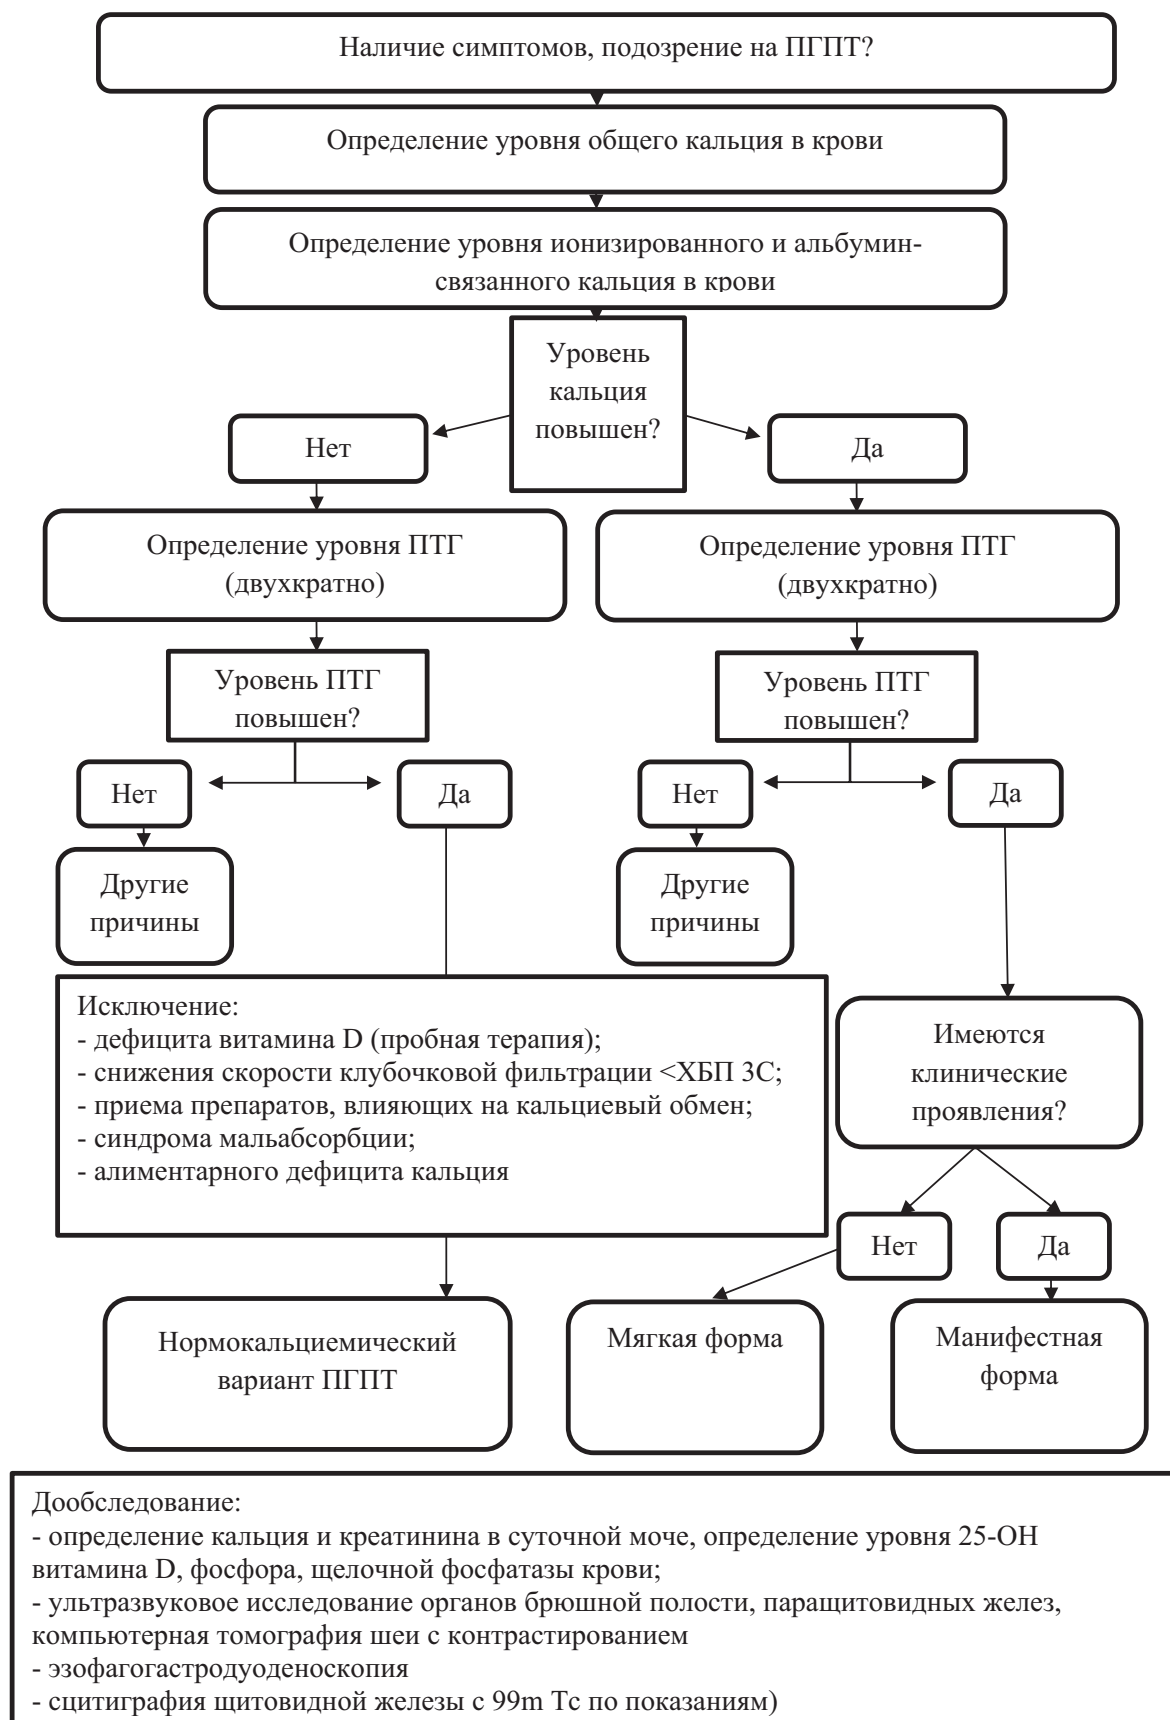 Наличие симптомов, подозрение на ПГПТ?
Определение уровня общего кальция в крови
Определение уровня ионизированного и альбумин-
связанного кальция в крови
Уровень
кальция
повышен?
Нет
Да
Определение уровня ПТГ
(двухкратно)
Определение уровня ПТГ
(двухкратно)
Уровень ПТГ
повышен?
Уровень ПТГ
повышен?
Нет
Да
Нет
Да
Другие
причины
Другие
причины
Исключение:
- дефицита витамина D (пробная терапия);
- снижения скорости клубочковой фильтрации <ХБП 3С;
- приема препаратов, влияющих на кальциевый обмен;
- синдрома мальабсорбции;
- алиментарного дефицита кальция
Имеются
клинические
проявления?
Нет
Да
Нормокальциемический
вариант ПГПТ
Мягкая форма
Манифестная
форма
Дообследование:
- определение кальция и креатинина в суточной моче, определение уровня 25-ОН
витамина D, фосфора, щелочной фосфатазы крови;
- ультразвуковое исследование органов брюшной полости, паращитовидных желез,
компьютерная томография шеи с контрастированием
- эзофагогастродуоденоскопия
- сцитиграфия щитовидной железы с 99m Тс по показаниям)